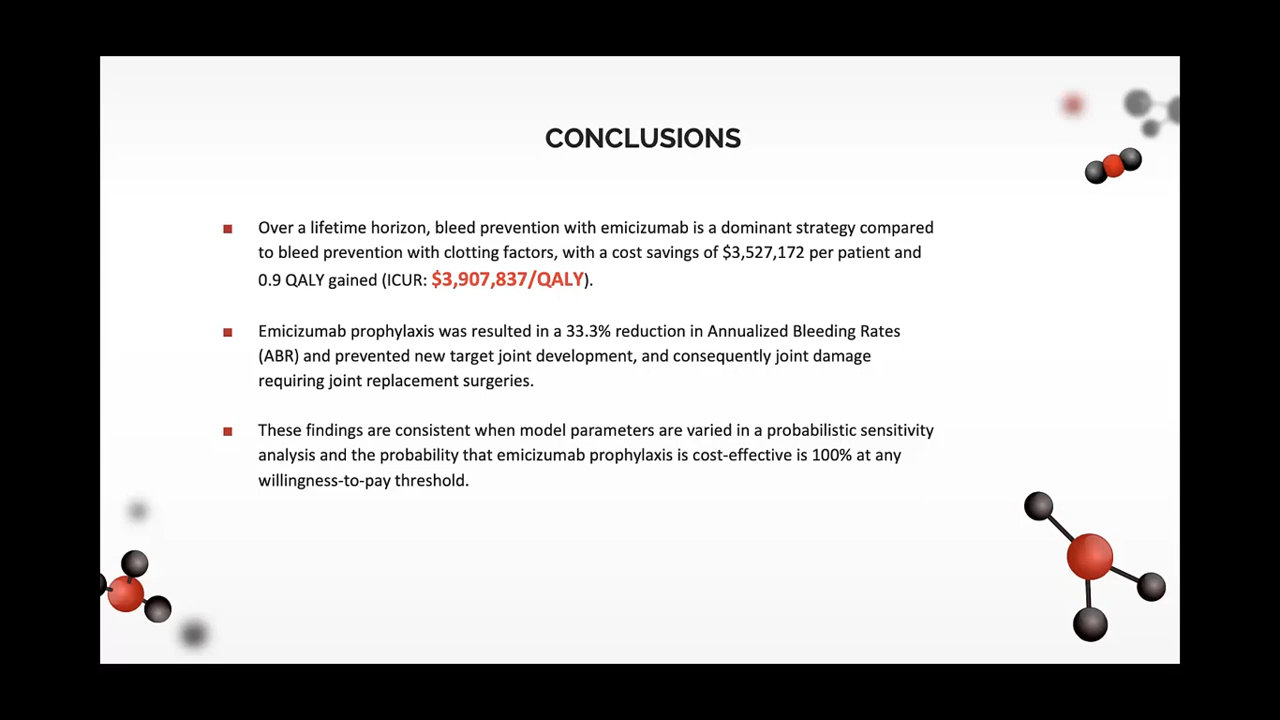 CONCLUSIONS
Over a lifetime horizon, bleed prevention with emicizumab is a dominant strategy compared
to bleed prevention with clotting factors, with a cost savings of $3,527,172 per patient and
0.9 QALY gained (ICUR: $3,907,837/QALY).
Emicizumab prophylaxis was resulted in a 33.3% reduction in Annualized Bleeding Rates
(ABR) and prevented new target joint development, and consequently joint damage
requiring joint replacement surgeries.
These findings are consistent when model parameters are varied in a probabilistic sensitivity
analysis and the probability that emicizumab prophylaxis is cost-effective is 100% at any
willingness-to-pay threshold.